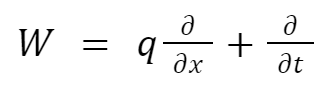 W = q ∂/∂x + ∂/∂t